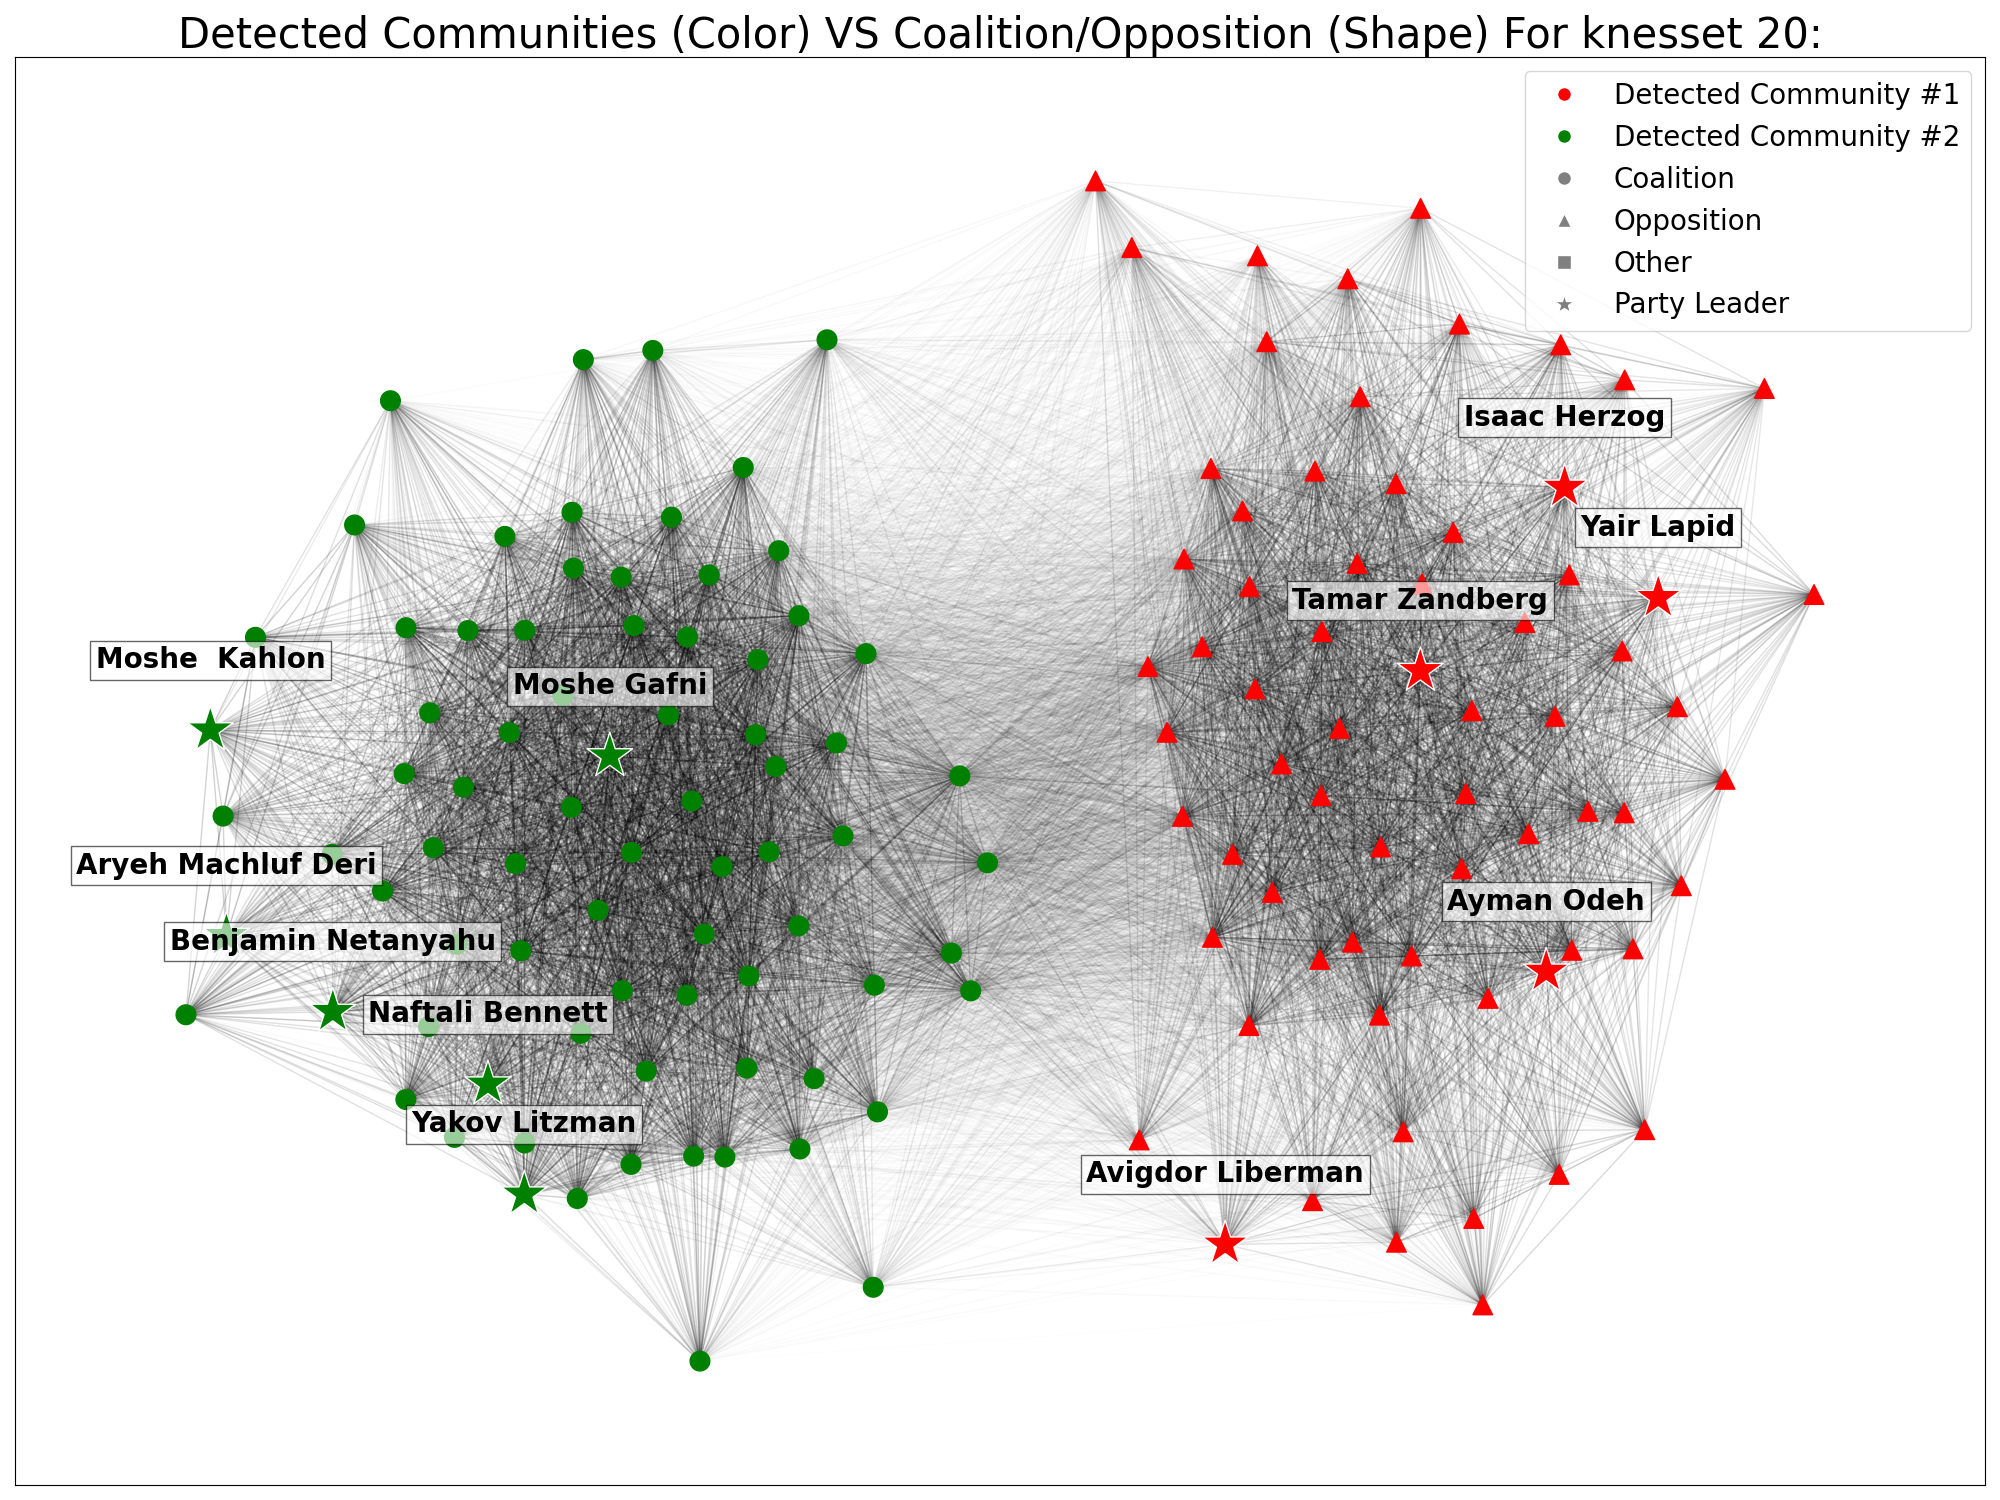 Detected Communities (Color) VS Coalition/Opposition (Shape) For knesset 20:
Detected Community #1
Detected Community #2
Coalition
Opposition
Other
Party Leader
Isaac Herzog
Yair Lapid
Tamar Zandberg
Moshe  Kahlon
Moshe Gafni
Aryeh Machluf Deri
Ayman Odeh
Benjamin Netanyahu
Naftali Bennett
Yakov Litzman
Avigdor Liberman